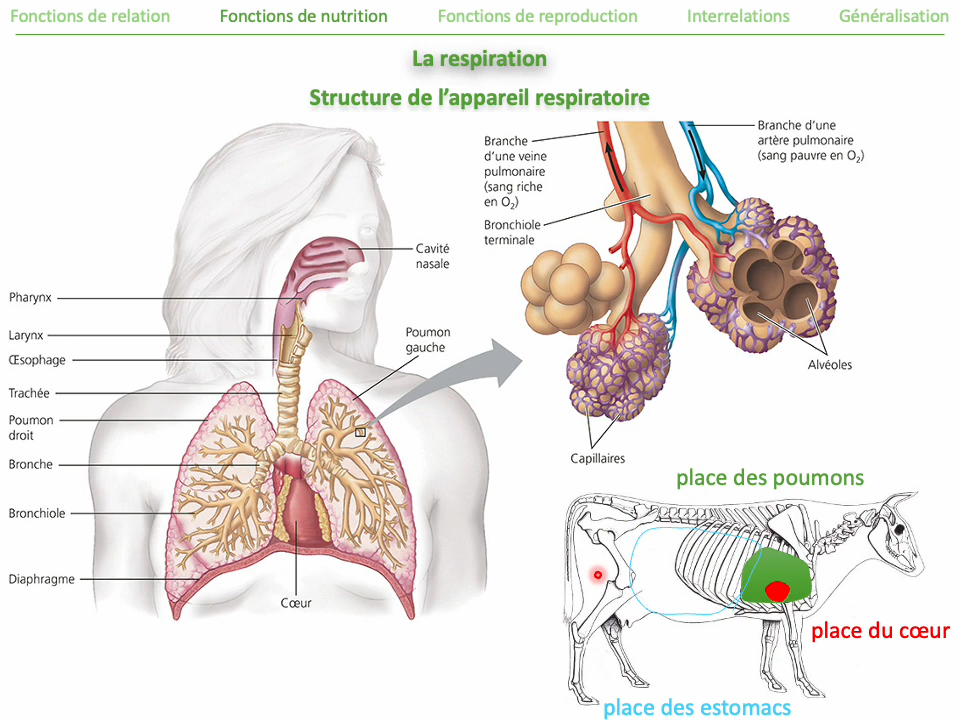 Fonctions de relation Fonctions de nutrition Fonctions de reproduction Interrelations Généralisation
La respiration
Structure de l’appareil respiratoire
Cavité
nasale
Pharynx
Larynx
Œsophage
Trachée
Poumon
droit
Bronche
Bronchiole
Diaphragme
Poumon
gauche
Cœur
Branche
d’une veine
pulmonaire
(sang riche
en O₂)
Bronchiole
terminale
Branche d’une
artère pulmonaire
(sang pauvre en O₂)
Alvéoles
Capillaires
place des poumons
place du cœur
place des estomacs